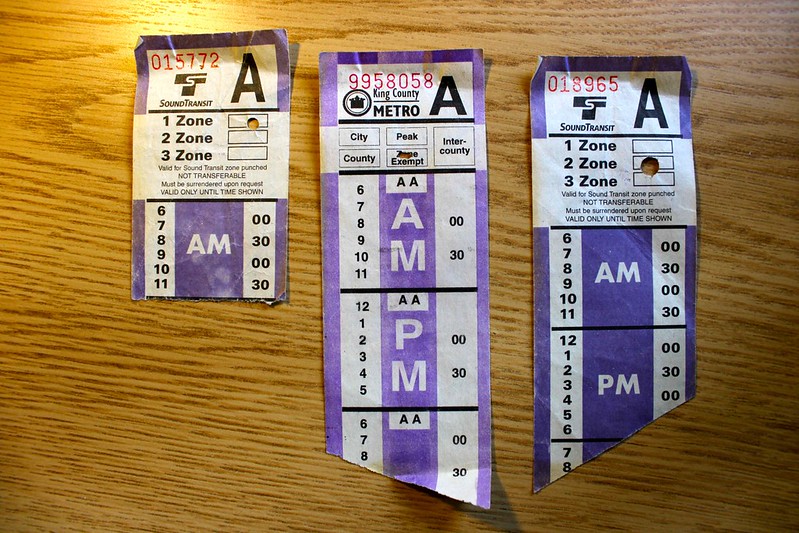 015772
A
ST
SOUNDTRANSIT
1 Zone
2 Zone
3 Zone
Valid for Sound Transit zone punched
NOT TRANSFERABLE
Must be surrendered upon request
VALID ONLY UNTIL TIME SHOWN
6
7 00
8 AM 30
9
10 00
11 30
9958058
King County
METRO
A
City Peak Inter-
county
County Zone
Exempt
A A
6
7 A 00
8
9 M 30
10
11
A A
12
1 P
2 00
3 M 30
4
5
A A
6
7 00
8
30
018965
A
ST
SOUNDTRANSIT
1 Zone
2 Zone
3 Zone
Valid for Sound Transit zone punched
NOT TRANSFERABLE
Must be surrendered upon request
VALID ONLY UNTIL TIME SHOWN
6 00
7
8 AM 30
9
10 00
11 30
12
1 00
2
3 PM 30
4 00
5
6
7
8